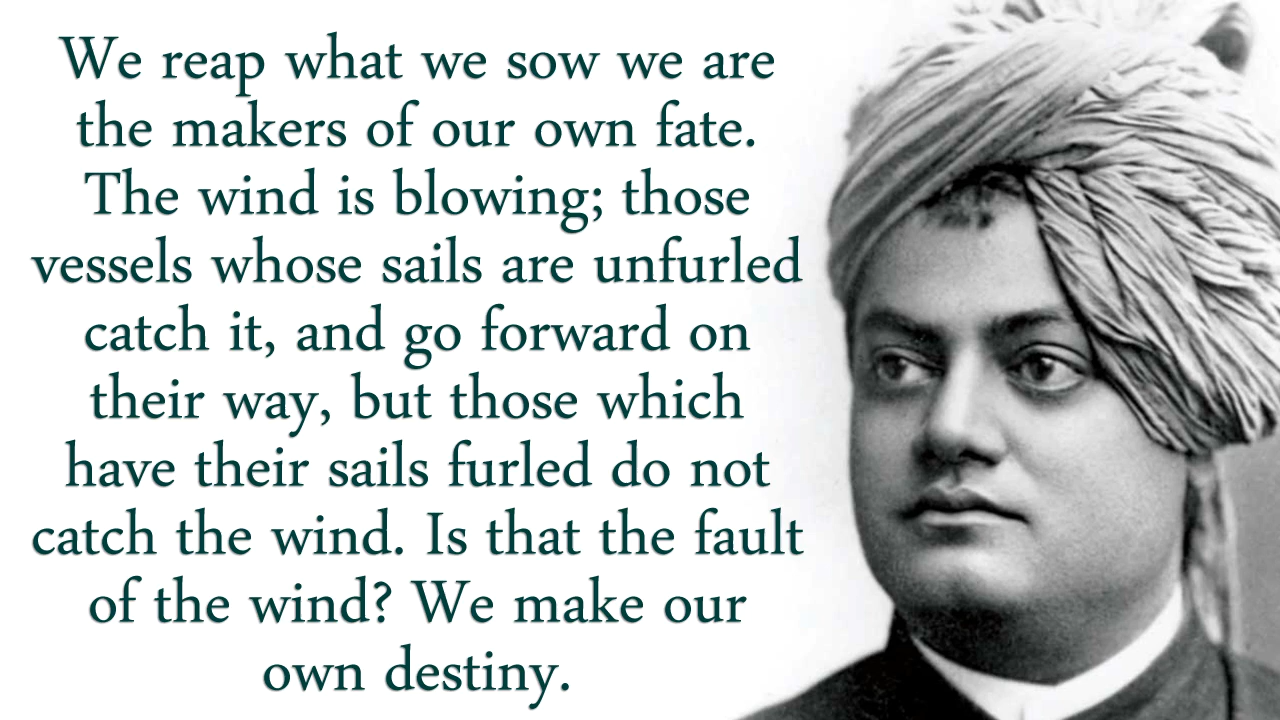 We reap what we sow we are
the makers of our own fate.
The wind is blowing; those
vessels whose sails are unfurled
catch it, and go forward on
their way, but those which
have their sails furled do not
catch the wind. Is that the fault
of the wind? We make our
own destiny.